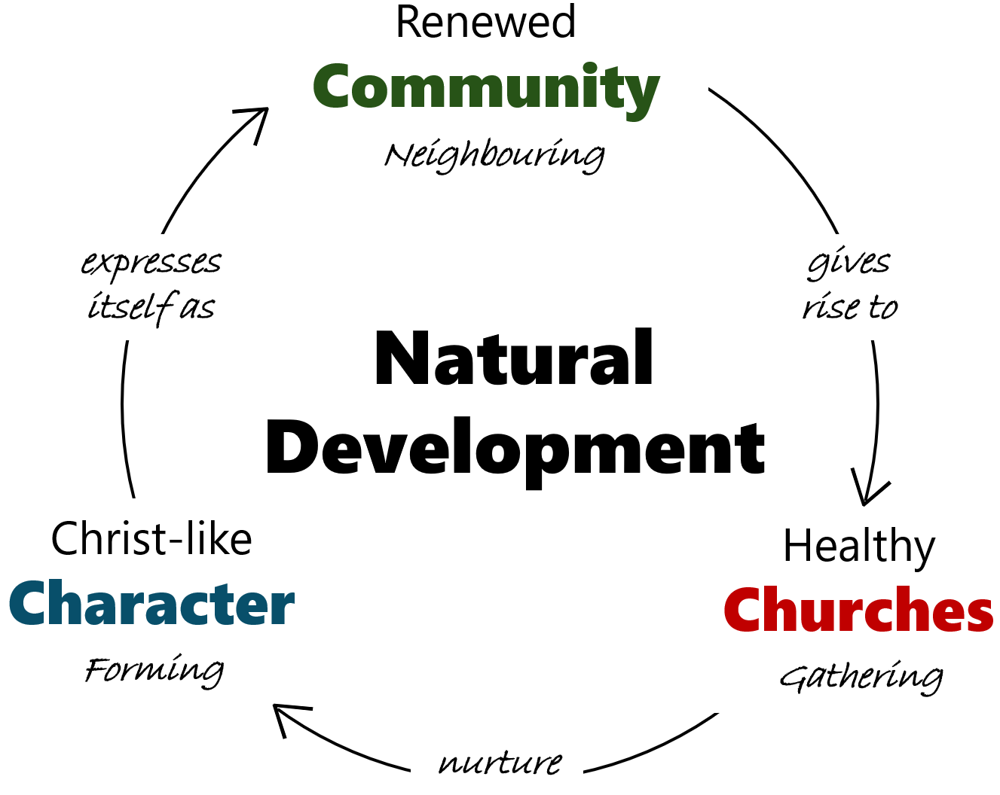 Renewed
Community
Neighbouring
expresses
itself as
gives
rise to
Natural
Development
Christ-like
Character
Forming
Healthy
Churches
Gathering
nurture